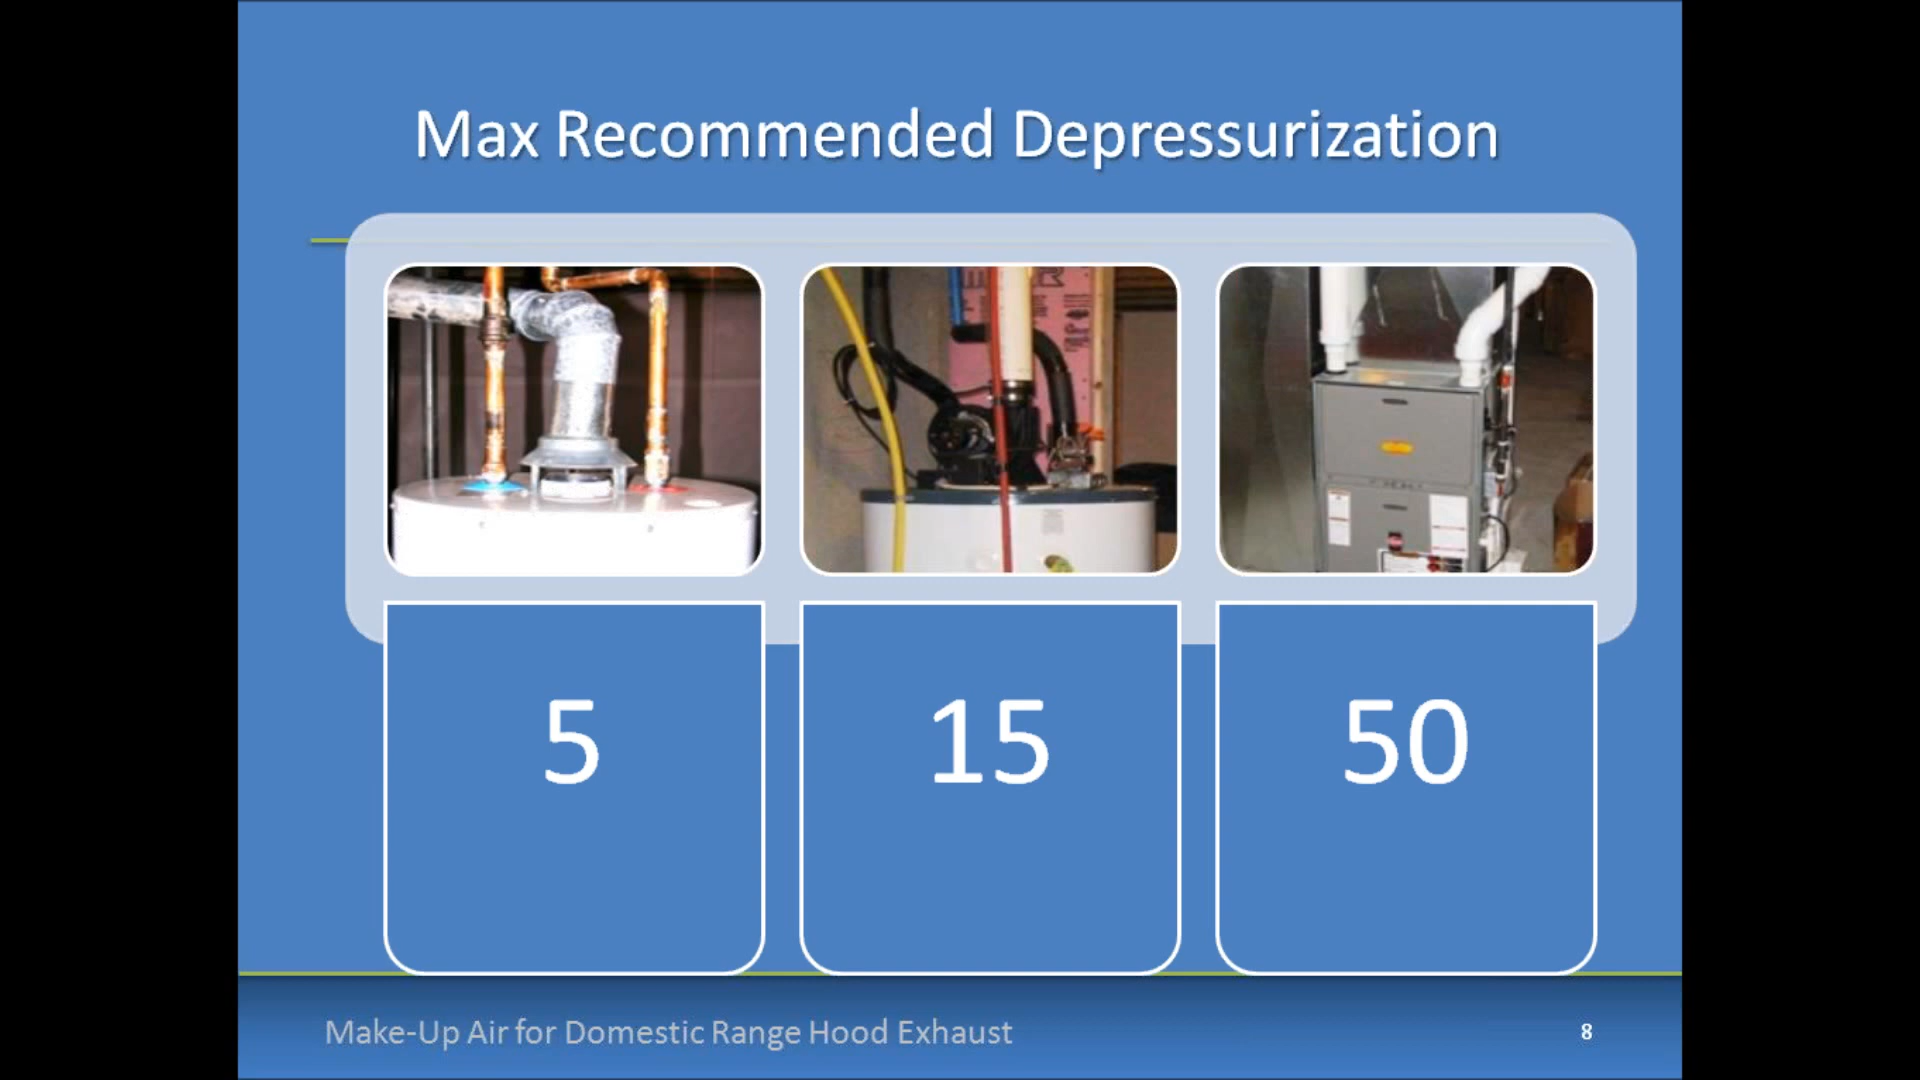 Max Recommended Depressurization
5
15
50
Make-Up Air for Domestic Range Hood Exhaust
8